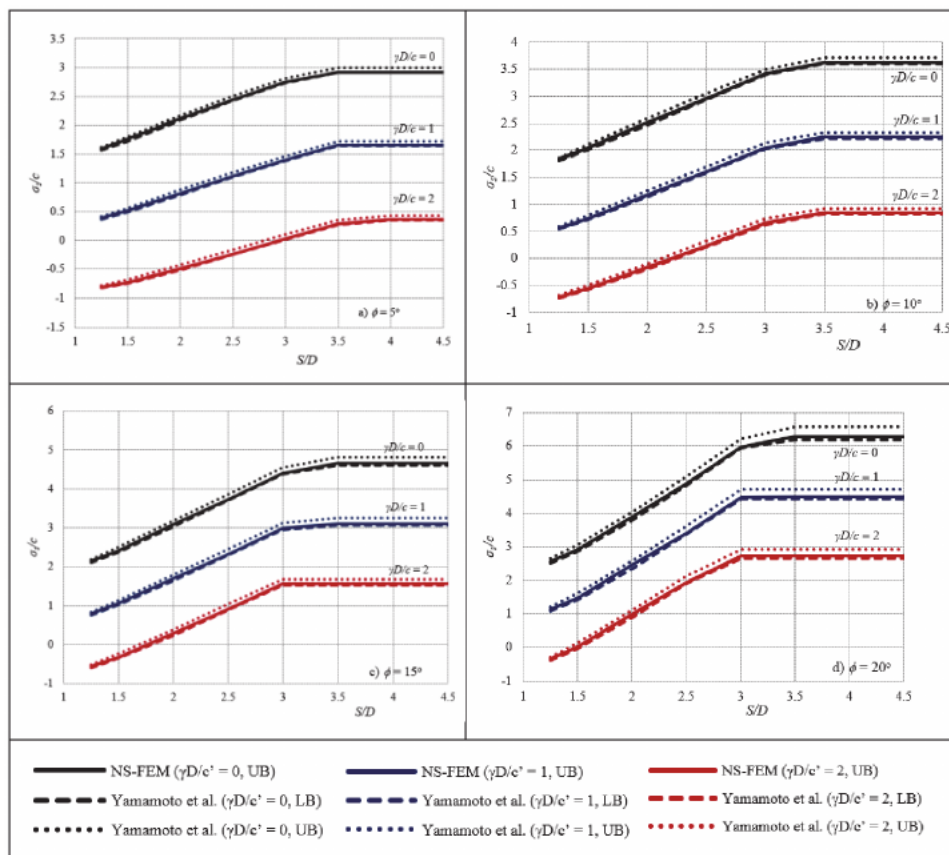 3.5
3
2.5
2
1.5
1
0.5
0
-0.5
-1
-1.5
σs/c
γD/c = 0
γD/c = 1
γD/c = 2
a) ϕ = 5°
1 1.5 2 2.5 3 3.5 4 4.5
S/D
4
3.5
3
2.5
2
1.5
1
0.5
0
-0.5
-1
σs/c
γD/c = 0
γD/c = 1
γD/c = 2
b) ϕ = 10°
1 1.5 2 2.5 3 3.5 4 4.5
S/D
6
5
4
3
2
1
0
-1
σs/c
γD/c = 0
γD/c = 1
γD/c = 2
c) ϕ = 15°
1 1.5 2 2.5 3 3.5 4 4.5
S/D
7
6
5
4
3
2
1
0
-1
σs/c
γD/c = 0
γD/c = 1
γD/c = 2
d) ϕ = 20°
1 1.5 2 2.5 3 3.5 4 4.5
S/D
NS-FEM (γD/c' = 0, UB) NS-FEM (γD/c' = 1, UB) NS-FEM (γD/c' = 2, UB)
Yamamoto et al. (γD/c' = 0, LB) Yamamoto et al. (γD/c' = 1, LB) Yamamoto et al. (γD/c' = 2, LB)
Yamamoto et al. (γD/c' = 0, UB) Yamamoto et al. (γD/c' = 1, UB) Yamamoto et al. (γD/c' = 2, UB)